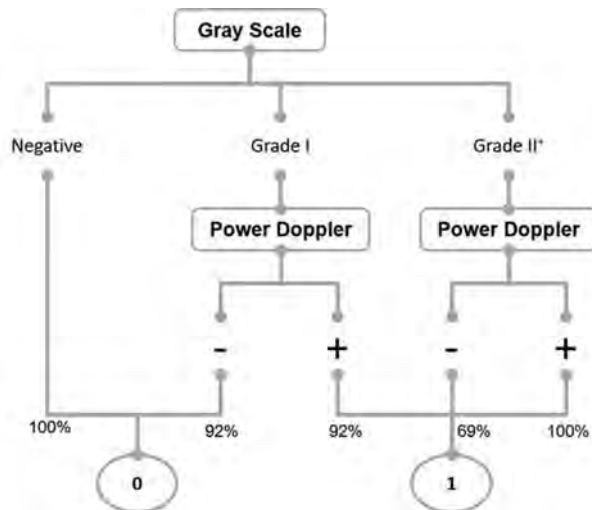 Gray Scale
Negative Grade I Grade II⁺
Power Doppler Power Doppler
- + - +
100% 92% 92% 69% 100%
0 1